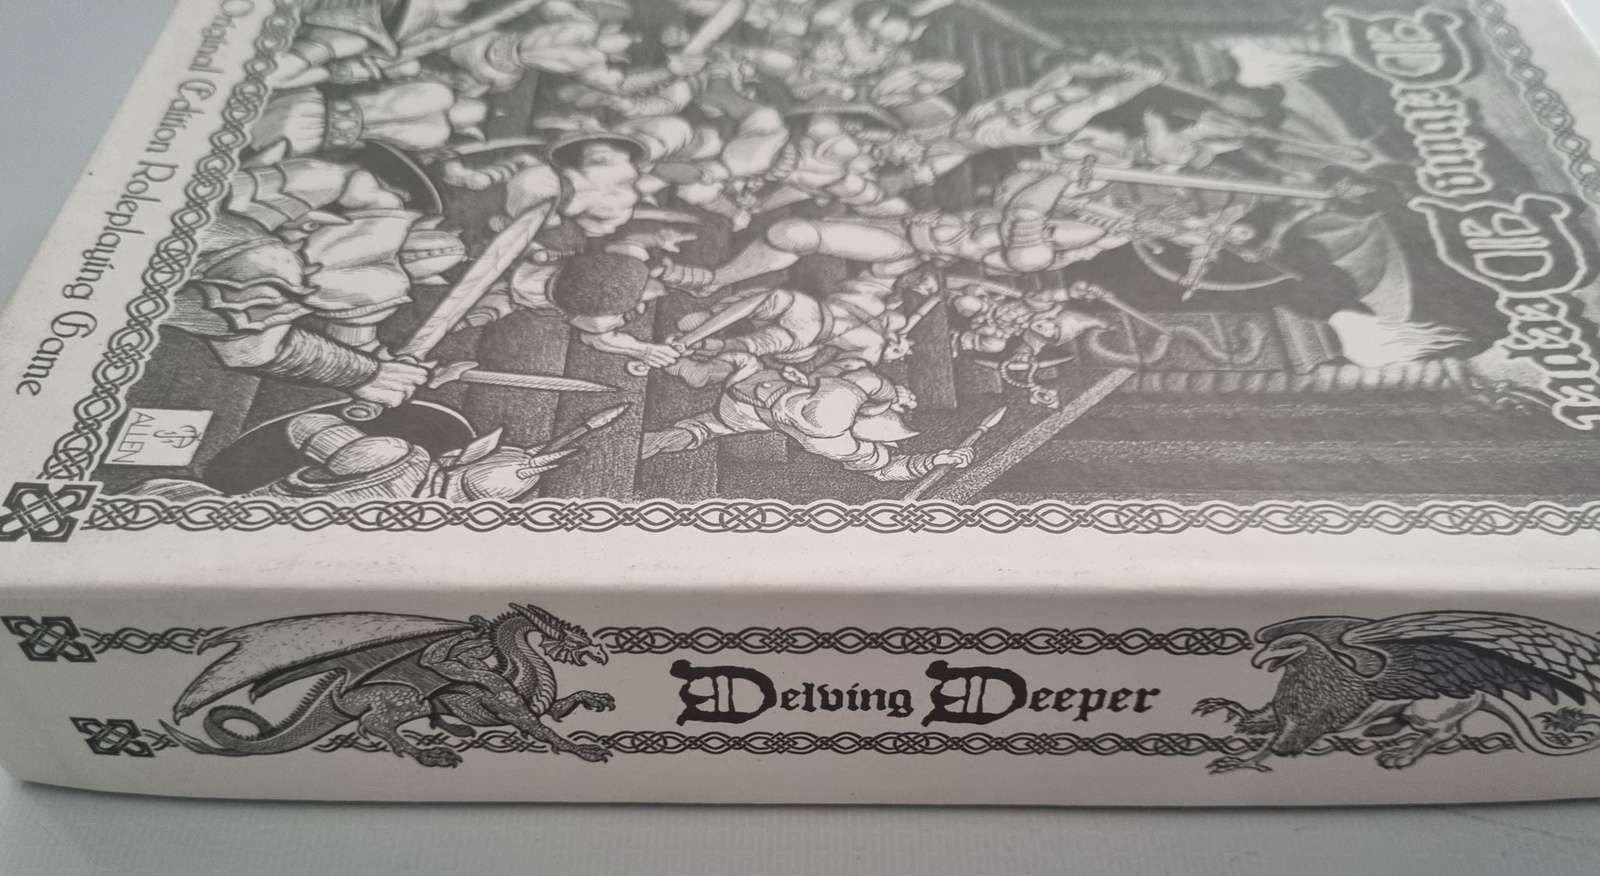 Delving Deeper
Original Edition Roleplaying Game
ALLEN
Delving Deeper